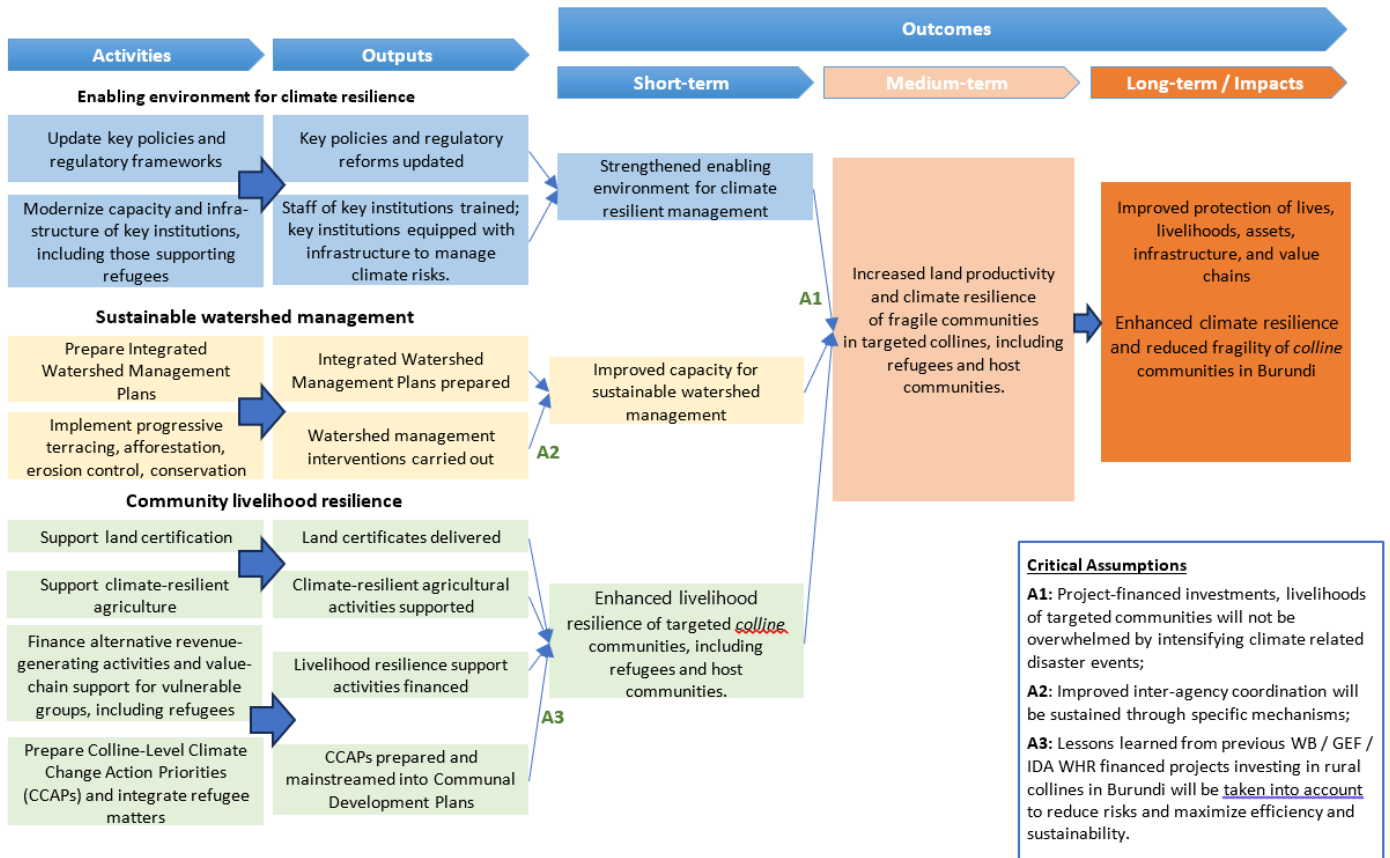 Outcomes
Activities
Outputs
Short-term
Medium-term
Long-term / Impacts
Enabling environment for climate resilience
Update key policies and
regulatory frameworks
Key policies and regulatory
reforms updated
Modernize capacity and infra-
structure of key institutions,
including those supporting
refugees
Staff of key institutions trained;
key institutions equipped with
infrastructure to manage
climate risks.
Strengthened enabling
environment for climate
resilient management
Sustainable watershed management
Prepare Integrated
Watershed Management
Plans
Integrated Watershed
Management Plans prepared
Implement progressive
terracing, afforestation,
erosion control, conservation
Watershed management
interventions carried out
A2
Improved capacity for
sustainable watershed
management
Community livelihood resilience
Support land certification
Land certificates delivered
Support climate-resilient
agriculture
Climate-resilient agricultural
activities supported
Finance alternative revenue-
generating activities and value-
chain support for vulnerable
groups, including refugees
Livelihood resilience support
activities financed
Prepare Colline-Level Climate
Change Action Priorities
(CCAPs) and integrate refugee
matters
CCAPs prepared and
mainstreamed into Communal
Development Plans
A3
Enhanced livelihood
resilience of targeted colline
communities, including
refugees and host
communities.
A1
Increased land productivity
and climate resilience
of fragile communities
in targeted collines, including
refugees and host
communities.
Improved protection of lives,
livelihoods, assets,
infrastructure, and value
chains
Enhanced climate resilience
and reduced fragility of colline
communities in Burundi
Critical Assumptions
A1: Project-financed investments, livelihoods
of targeted communities will not be
overwhelmed by intensifying climate related
disaster events;
A2: Improved inter-agency coordination will
be sustained through specific mechanisms;
A3: Lessons learned from previous WB / GEF /
IDA WHR financed projects investing in rural
collines in Burundi will be taken into account
to reduce risks and maximize efficiency and
sustainability.